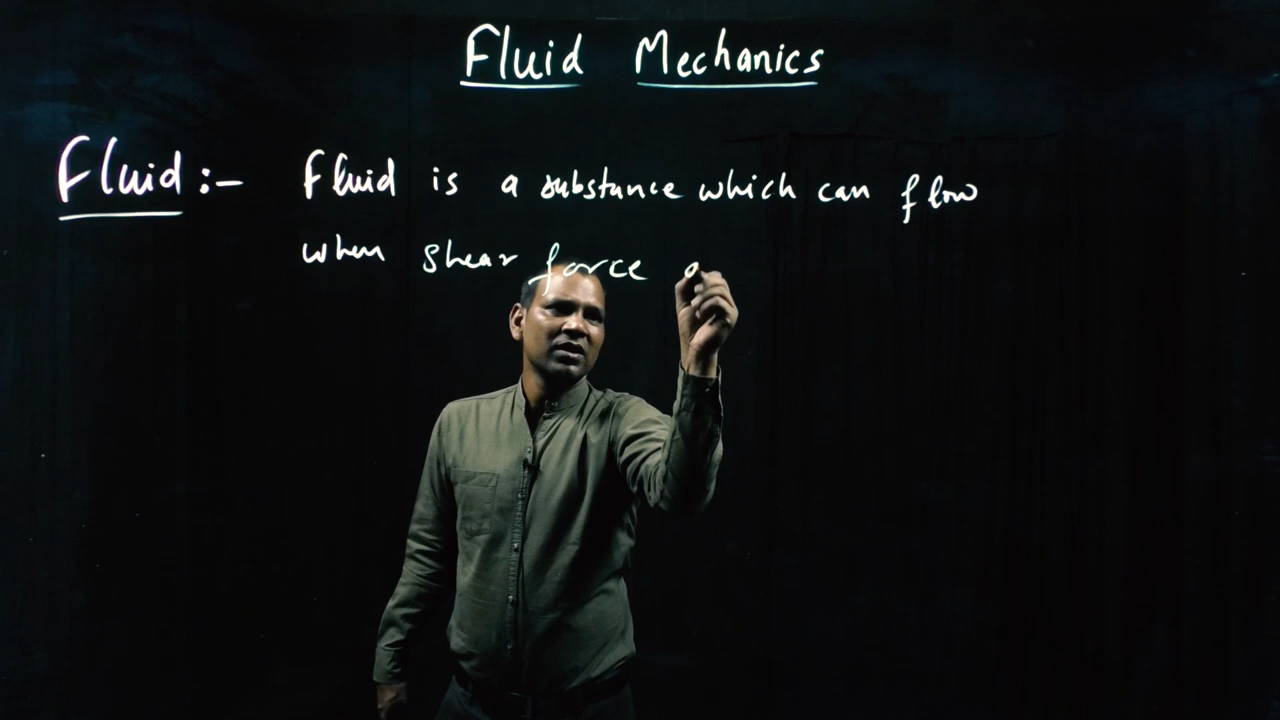 Fluid Mechanics
Fluid :- Fluid is a substance which can flow
when shear force